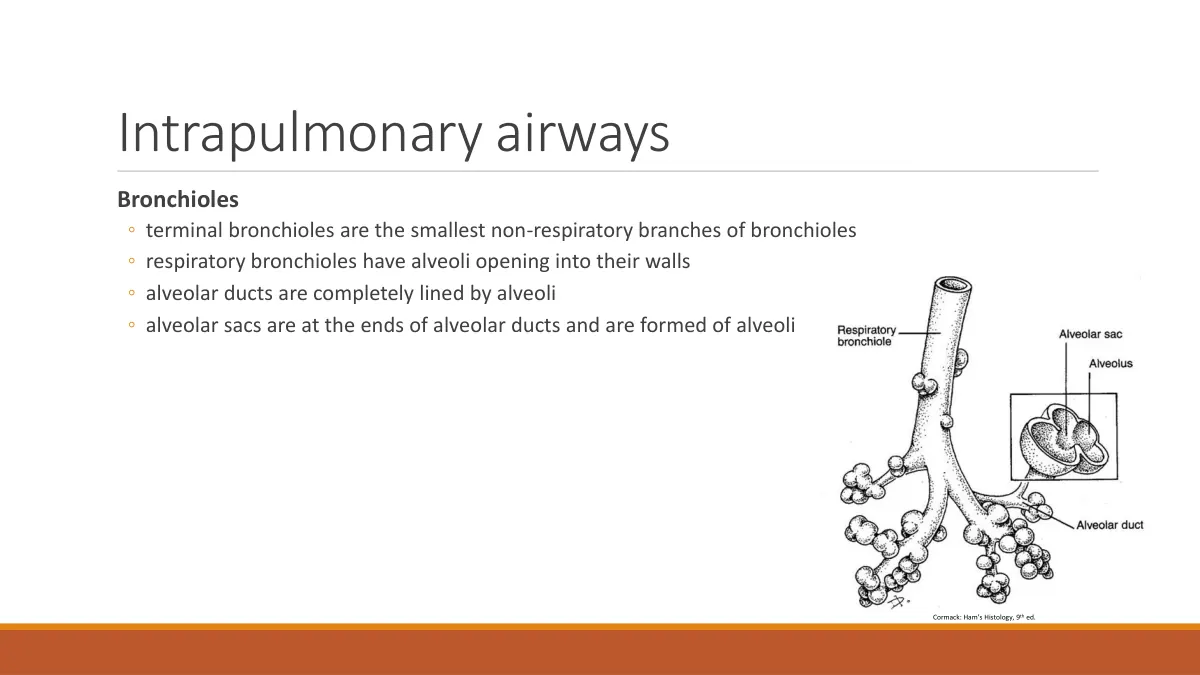 Intrapulmonary airways
Bronchioles
◦ terminal bronchioles are the smallest non-respiratory branches of bronchioles
◦ respiratory bronchioles have alveoli opening into their walls
◦ alveolar ducts are completely lined by alveoli
◦ alveolar sacs are at the ends of alveolar ducts and are formed of alveoli
Respiratory
bronchiole
Alveolar sac
Alveolus
Alveolar duct
Cormack: Ham's Histology, 9th ed.